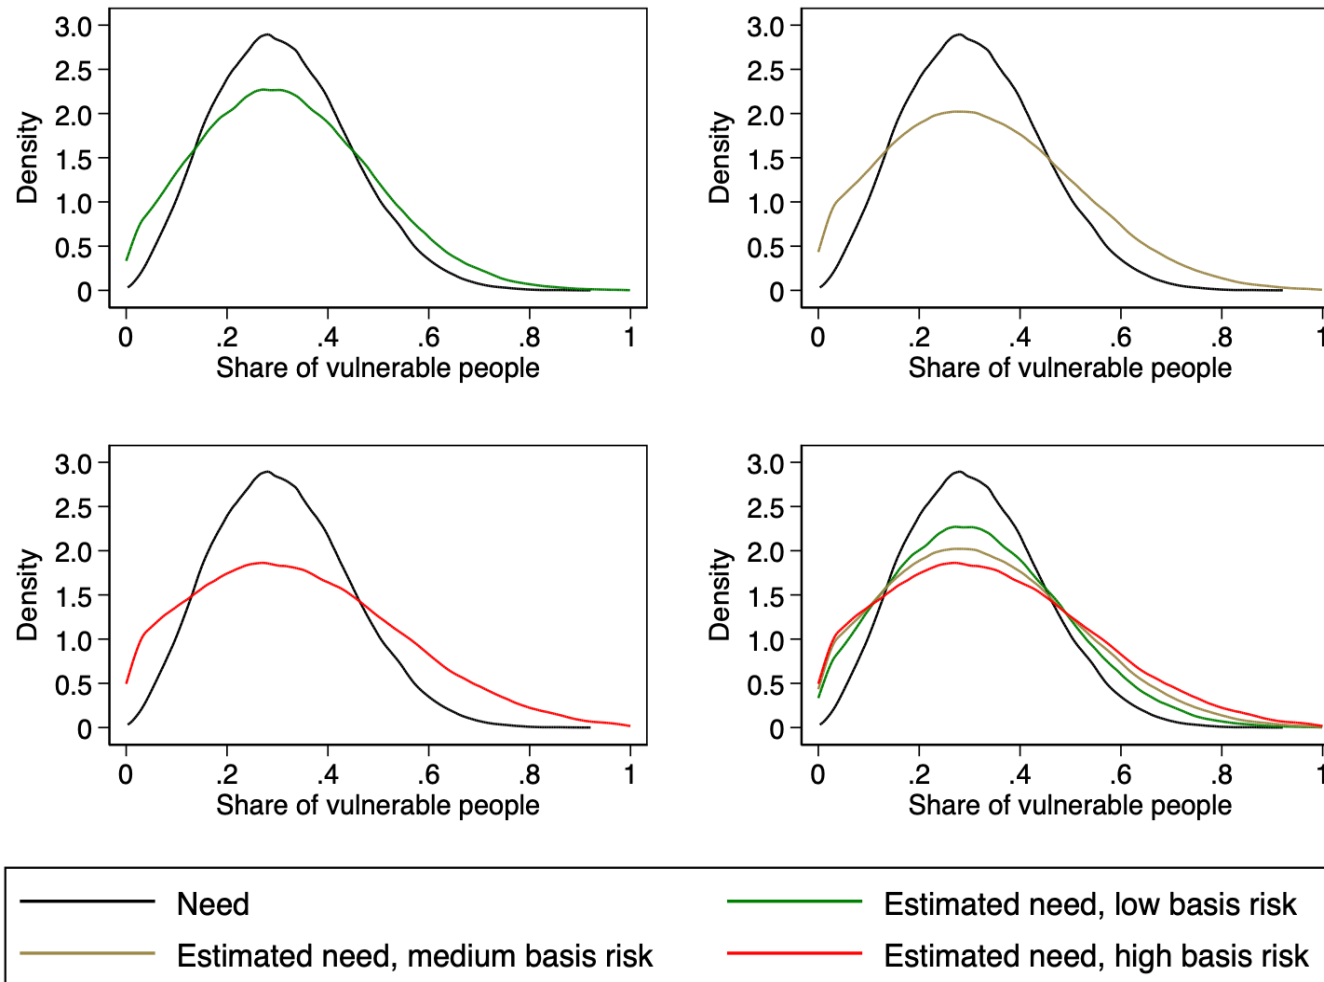 3.0
2.5
2.0
1.5
1.0
0.5
0
Density
0 .2 .4 .6 .8 1
Share of vulnerable people
3.0
2.5
2.0
1.5
1.0
0.5
0
Density
0 .2 .4 .6 .8 1
Share of vulnerable people
3.0
2.5
2.0
1.5
1.0
0.5
0
Density
0 .2 .4 .6 .8 1
Share of vulnerable people
3.0
2.5
2.0
1.5
1.0
0.5
0
Density
0 .2 .4 .6 .8 1
Share of vulnerable people
Need
Estimated need, low basis risk
Estimated need, medium basis risk
Estimated need, high basis risk